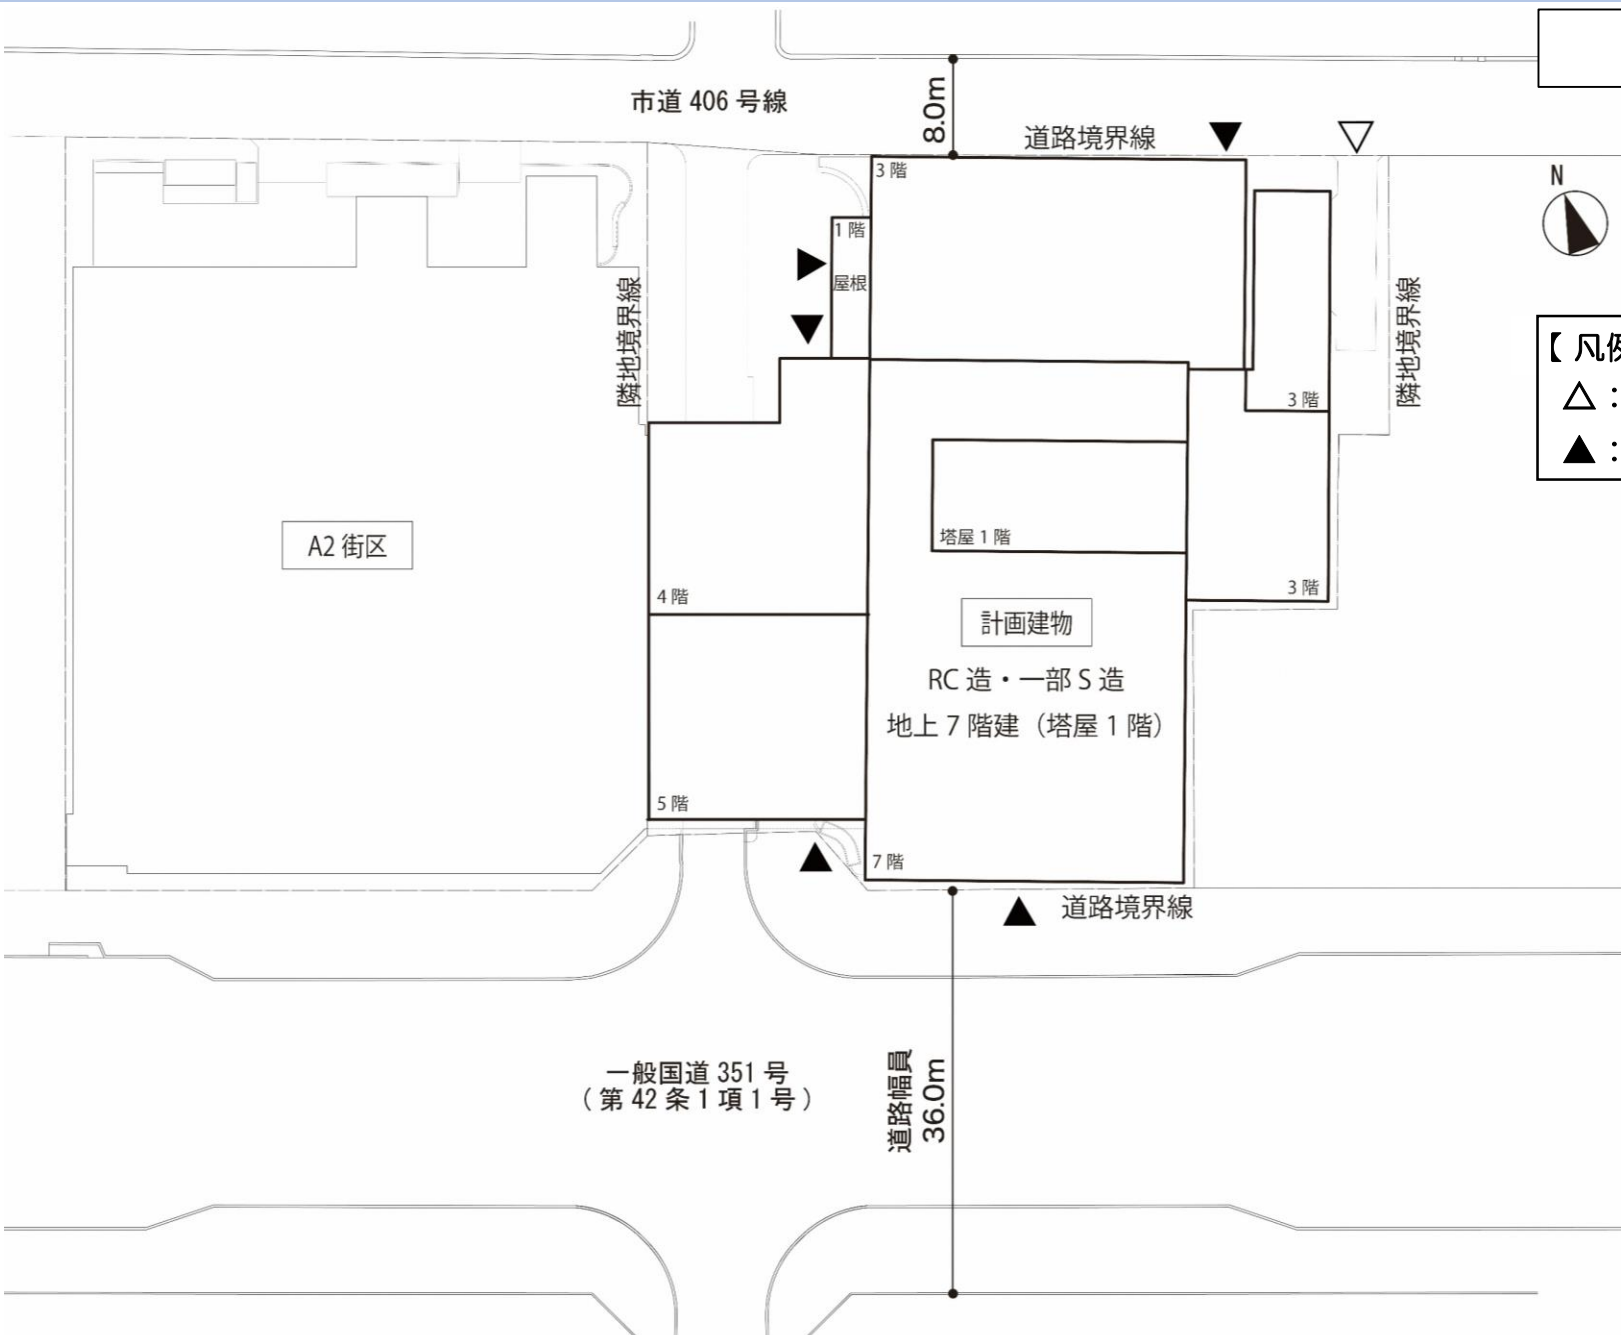 市道 406 号線
8.0m
道路境界線
N
3 階
1 階
屋根
隣地境界線
隣地境界線
【 凡例
△ :
▲ :
3 階
A2 街区
塔屋 1 階
4 階
3 階
計画建物
RC 造・一部 S 造
地上 7 階建（塔屋 1 階）
5 階
7 階
道路境界線
一般国道 351 号
（ 第 42 条 1 項 1 号 ）
道路幅員
36.0m